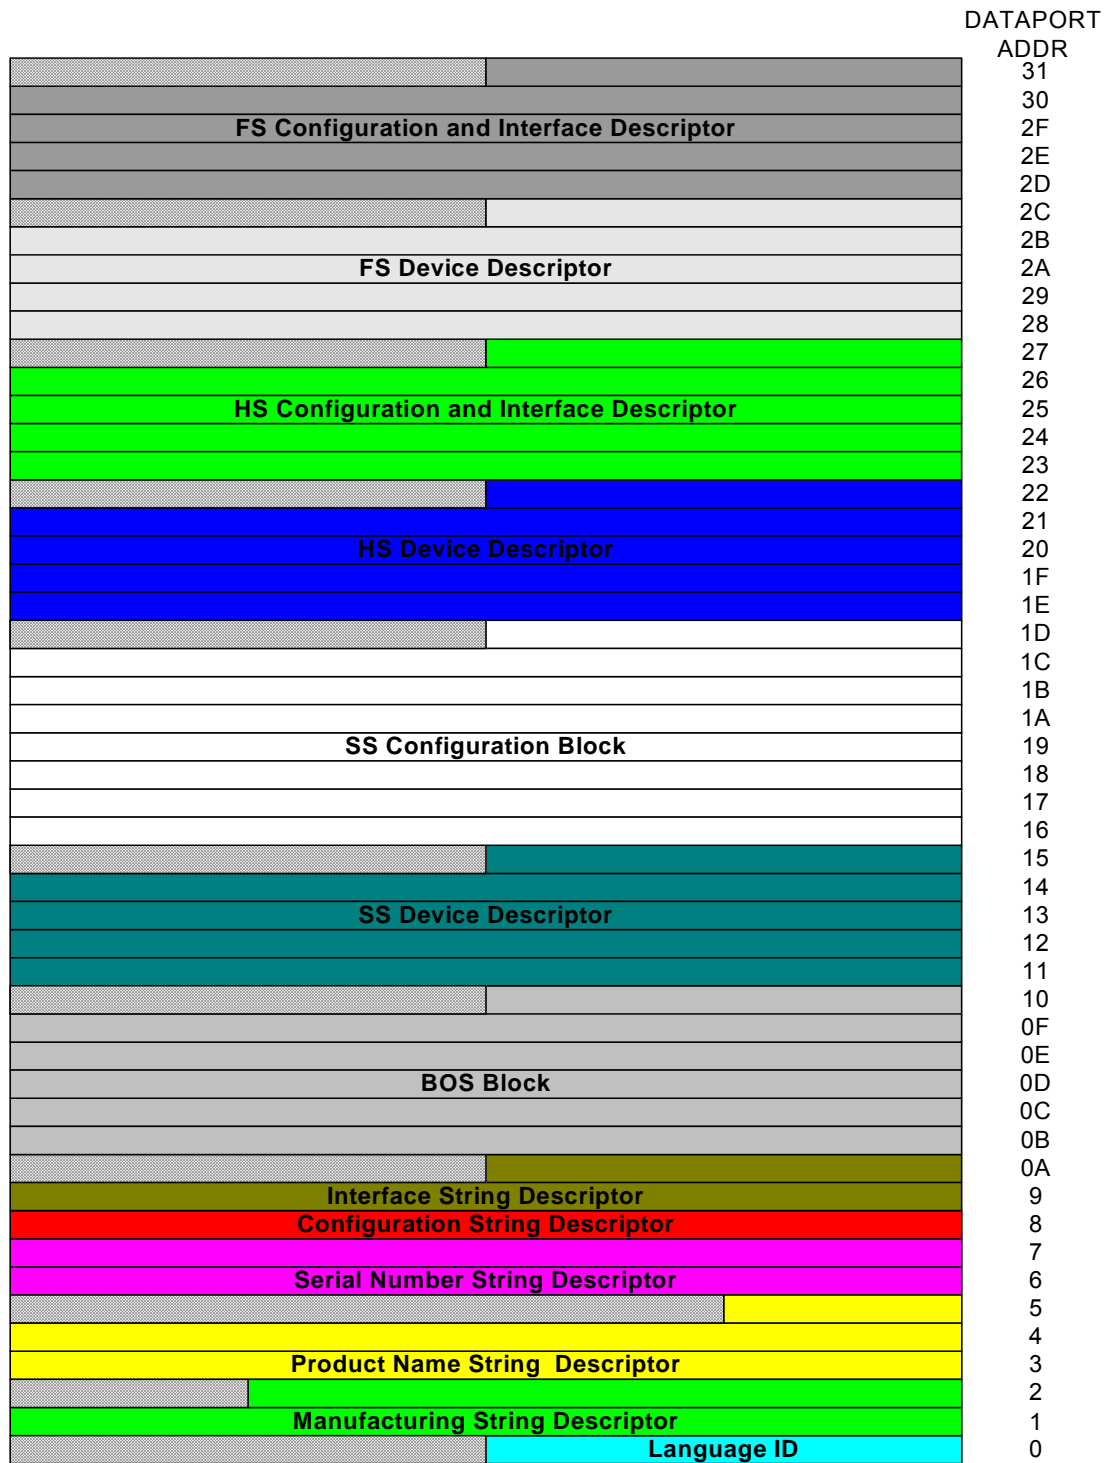 DATAPORT
ADDR
31
30
FS Configuration and Interface Descriptor 2F
2E
2D
2C
2B
FS Device Descriptor 2A
29
28
27
26
HS Configuration and Interface Descriptor 25
24
23
22
21
HS Device Descriptor 20
1F
1E
1D
1C
1B
1A
SS Configuration Block 19
18
17
16
15
14
SS Device Descriptor 13
12
11
10
0F
0E
BOS Block 0D
0C
0B
0A
Interface String Descriptor 9
Configuration String Descriptor 8
7
Serial Number String Descriptor 6
5
4
Product Name String Descriptor 3
2
Manufacturing String Descriptor 1
Language ID 0